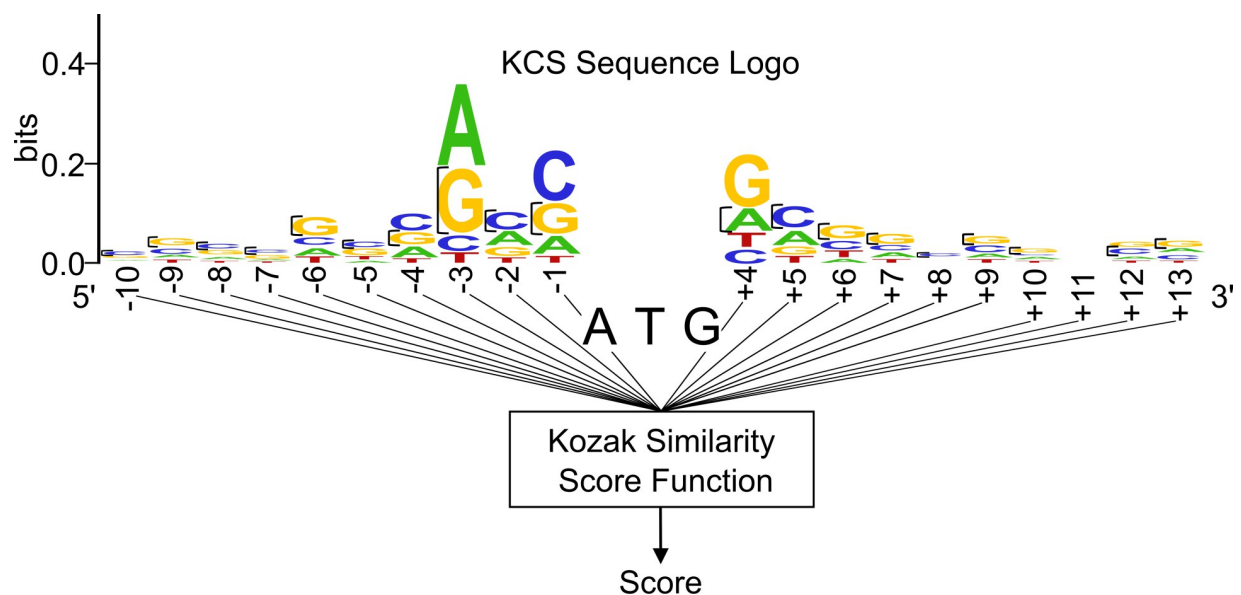 KCS Sequence Logo
bits
0.4
0.2
0.0
A
C G
G G A C
G C C G A C G G G G G
5' -10 -9 -8 -7 -6 -5 -4 -3 -2 -1 +4 +5 +6 +7 +8 +9 +10 +11 +12 +13 3'
A T G
Kozak Similarity
Score Function
Score